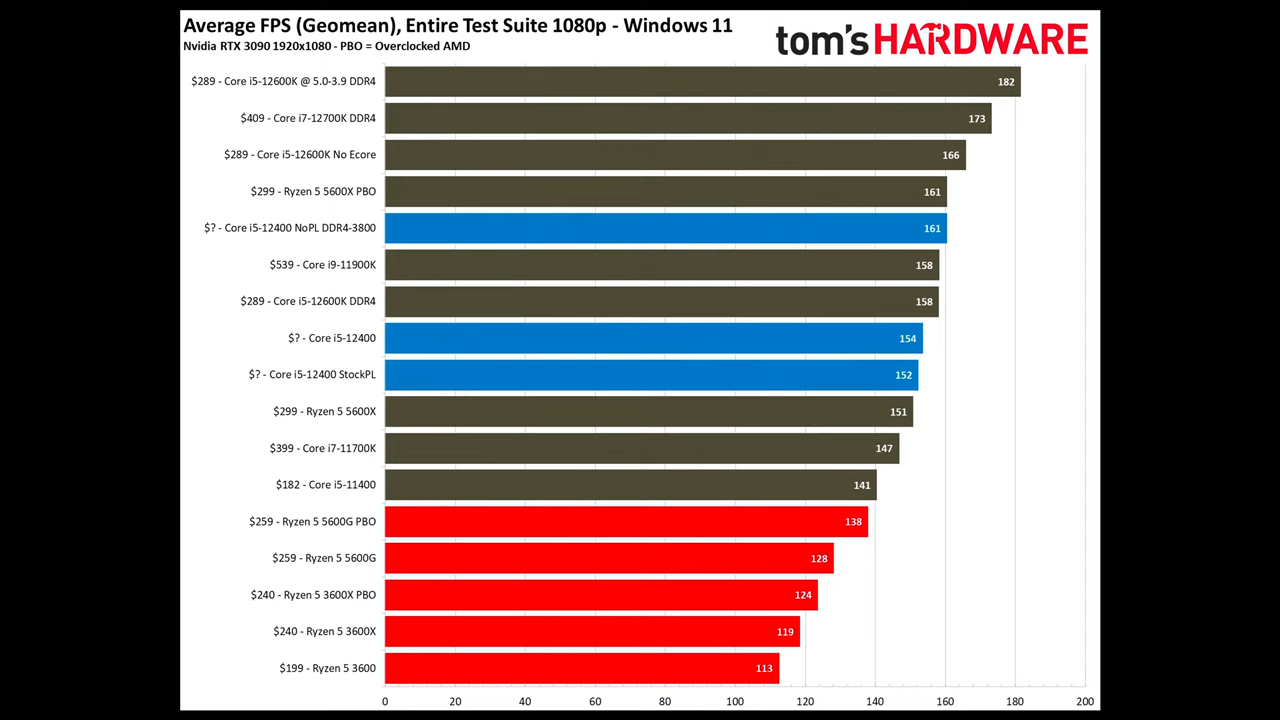 Average FPS (Geomean), Entire Test Suite 1080p - Windows 11
Nvidia RTX 3090 1920x1080 - PBO = Overclocked AMD
tom's HARDWARE
$289 - Core i5-12600K @ 5.0-3.9 DDR4 182
$409 - Core i7-12700K DDR4 173
$289 - Core i5-12600K No Ecore 166
$299 - Ryzen 5 5600X PBO 161
$? - Core i5-12400 NoPL DDR4-3800 161
$539 - Core i9-11900K 158
$289 - Core i5-12600K DDR4 158
$? - Core i5-12400 154
$? - Core i5-12400 StockPL 152
$299 - Ryzen 5 5600X 151
$399 - Core i7-11700K 147
$182 - Core i5-11400 141
$259 - Ryzen 5 5600G PBO 138
$259 - Ryzen 5 5600G 128
$240 - Ryzen 5 3600X PBO 124
$240 - Ryzen 5 3600X 119
$199 - Ryzen 5 3600 113
0 20 40 60 80 100 120 140 160 180 200